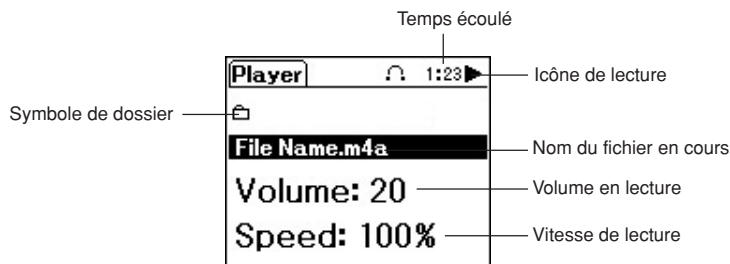 Temps écoulé
Player 1:23
Icône de lecture
Symbole de dossier
File Name.m4a
Nom du fichier en cours
Volume: 20
Volume en lecture
Speed: 100%
Vitesse de lecture